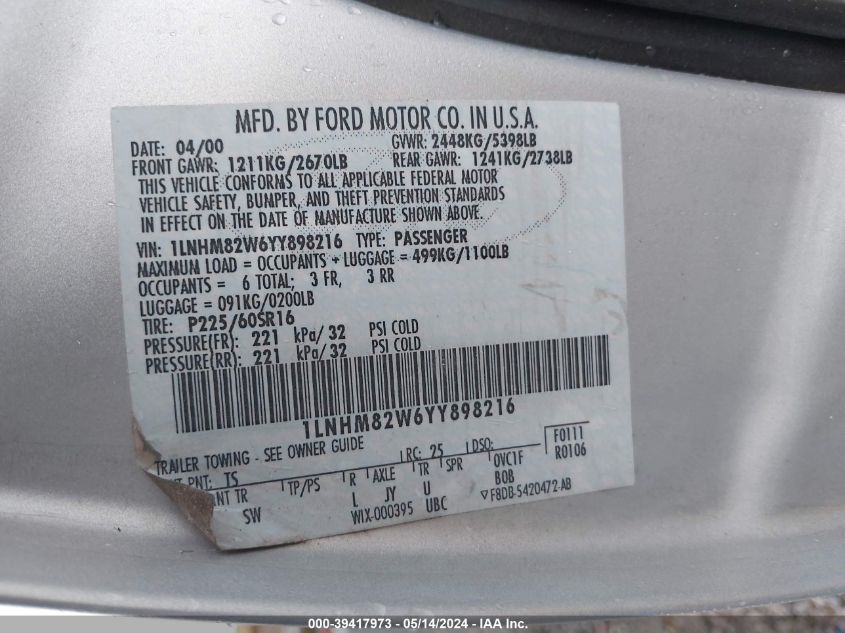 MFD. BY FORD MOTOR CO. IN U.S.A.
DATE: 04/00 GVWR: 2448KG/5398LB
FRONT GAWR: 1211KG/2670LB REAR GAWR: 1241KG/2738LB
THIS VEHICLE CONFORMS TO ALL APPLICABLE FEDERAL MOTOR
VEHICLE SAFETY, BUMPER, AND THEFT PREVENTION STANDARDS
IN EFFECT ON THE DATE OF MANUFACTURE SHOWN ABOVE.
VIN: 1LNHM82W6YY898216 TYPE: PASSENGER
MAXIMUM LOAD = OCCUPANTS + LUGGAGE = 499KG/1100LB
OCCUPANTS = 6 TOTAL; 3 FR, 3 RR
LUGGAGE = 091KG/0200LB
TIRE: P225/60SR16
PRESSURE(FR): 221 kPa/ 32 PSI COLD
PRESSURE(RR): 221 kPa/ 32 PSI COLD
1LNHM82W6YY898216
TRAILER TOWING - SEE OWNER GUIDE
PNT: TS RC: 25 DSO: F0111
R0106
NT TR TP/PS R AXLE TR SPR OVC1F
SW L JY U BOB
WIX-000395 UBC ▽F8DB-5420472-AB
000-39417973 - 05/14/2024 - IAA Inc.